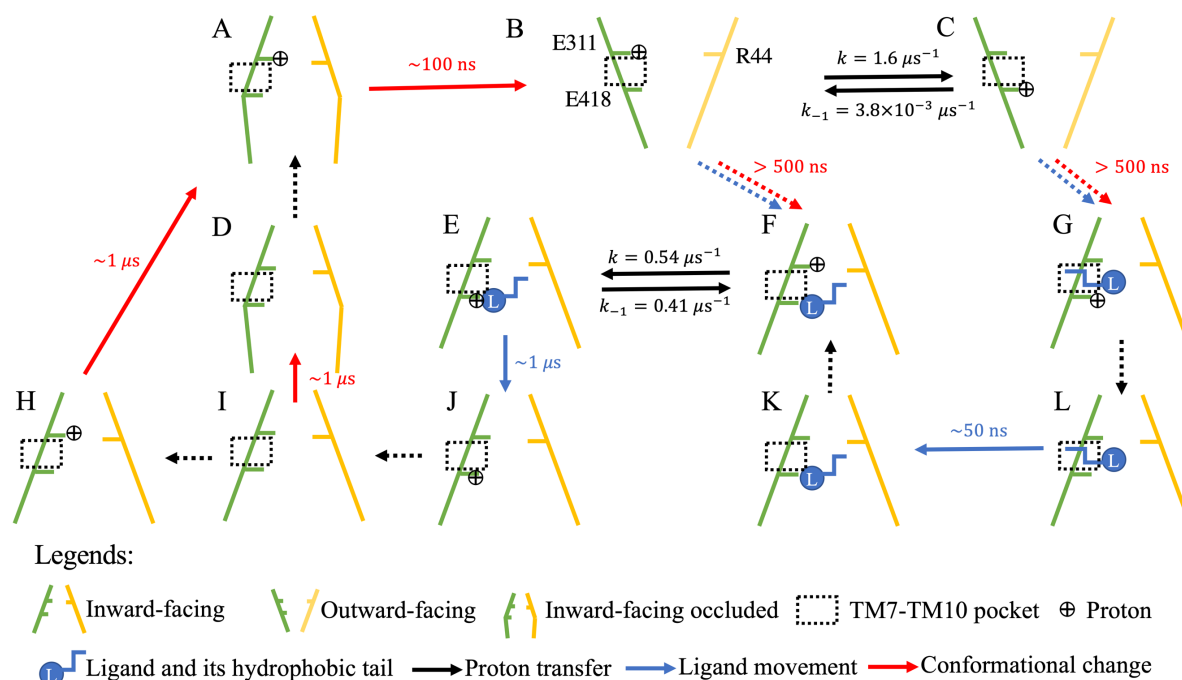 A
B
C
E311
R44
E418
~100 ns
k = 1.6 μs⁻¹
k₋₁ = 3.8×10⁻³ μs⁻¹
> 500 ns
> 500 ns
~1 μs
D
E
F
G
k = 0.54 μs⁻¹
k₋₁ = 0.41 μs⁻¹
L
L
L
~1 μs
~1 μs
H
I
J
K
L
~50 ns
L
L
Legends:
Inward-facing
Outward-facing
Inward-facing occluded
TM7-TM10 pocket
Proton
L
Ligand and its hydrophobic tail
Proton transfer
Ligand movement
Conformational change